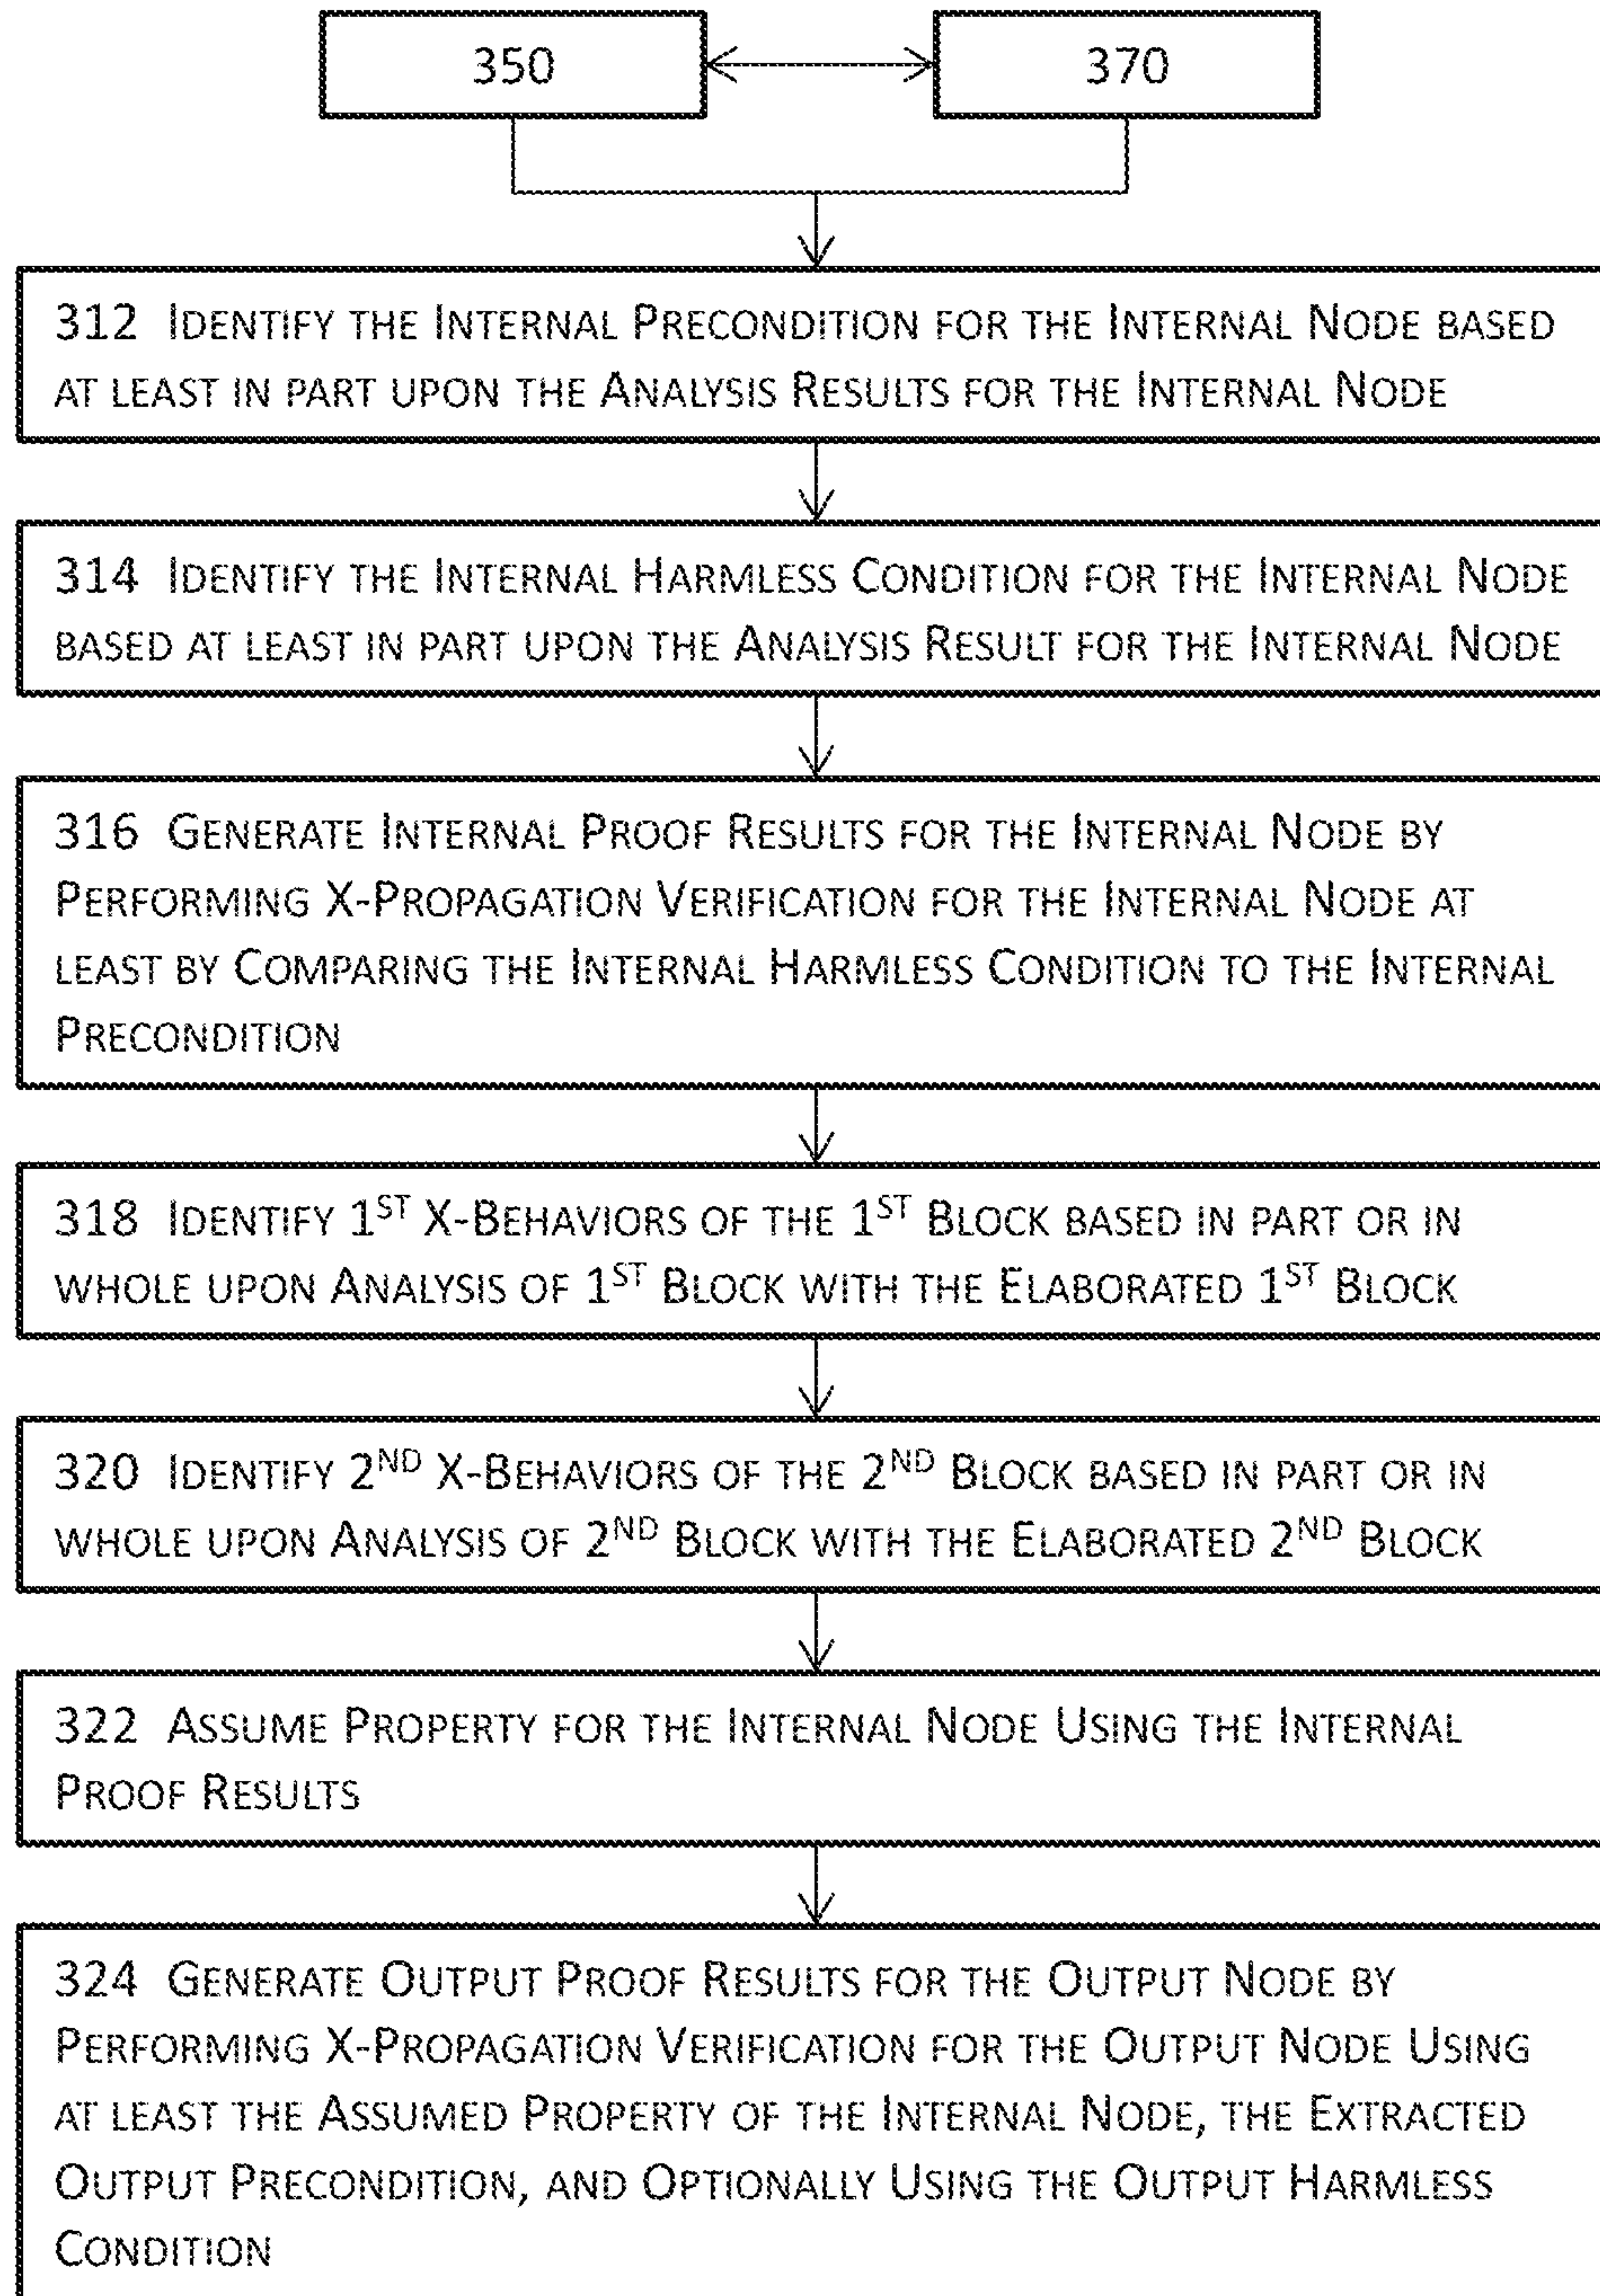 350
370
312 IDENTIFY THE INTERNAL PRECONDITION FOR THE INTERNAL NODE BASED
AT LEAST IN PART UPON THE ANALYSIS RESULTS FOR THE INTERNAL NODE
314 IDENTIFY THE INTERNAL HARMLESS CONDITION FOR THE INTERNAL NODE
BASED AT LEAST IN PART UPON THE ANALYSIS RESULT FOR THE INTERNAL NODE
316 GENERATE INTERNAL PROOF RESULTS FOR THE INTERNAL NODE BY
PERFORMING X-PROPAGATION VERIFICATION FOR THE INTERNAL NODE AT
LEAST BY COMPARING THE INTERNAL HARMLESS CONDITION TO THE INTERNAL
PRECONDITION
318 IDENTIFY 1ST X-BEHAVIORS OF THE 1ST BLOCK BASED IN PART OR IN
WHOLE UPON ANALYSIS OF 1ST BLOCK WITH THE ELABORATED 1ST BLOCK
320 IDENTIFY 2ND X-BEHAVIORS OF THE 2ND BLOCK BASED IN PART OR IN
WHOLE UPON ANALYSIS OF 2ND BLOCK WITH THE ELABORATED 2ND BLOCK
322 ASSUME PROPERTY FOR THE INTERNAL NODE USING THE INTERNAL
PROOF RESULTS
324 GENERATE OUTPUT PROOF RESULTS FOR THE OUTPUT NODE BY
PERFORMING X-PROPAGATION VERIFICATION FOR THE OUTPUT NODE USING
AT LEAST THE ASSUMED PROPERTY OF THE INTERNAL NODE, THE EXTRACTED
OUTPUT PRECONDITION, AND OPTIONALLY USING THE OUTPUT HARMLESS
CONDITION